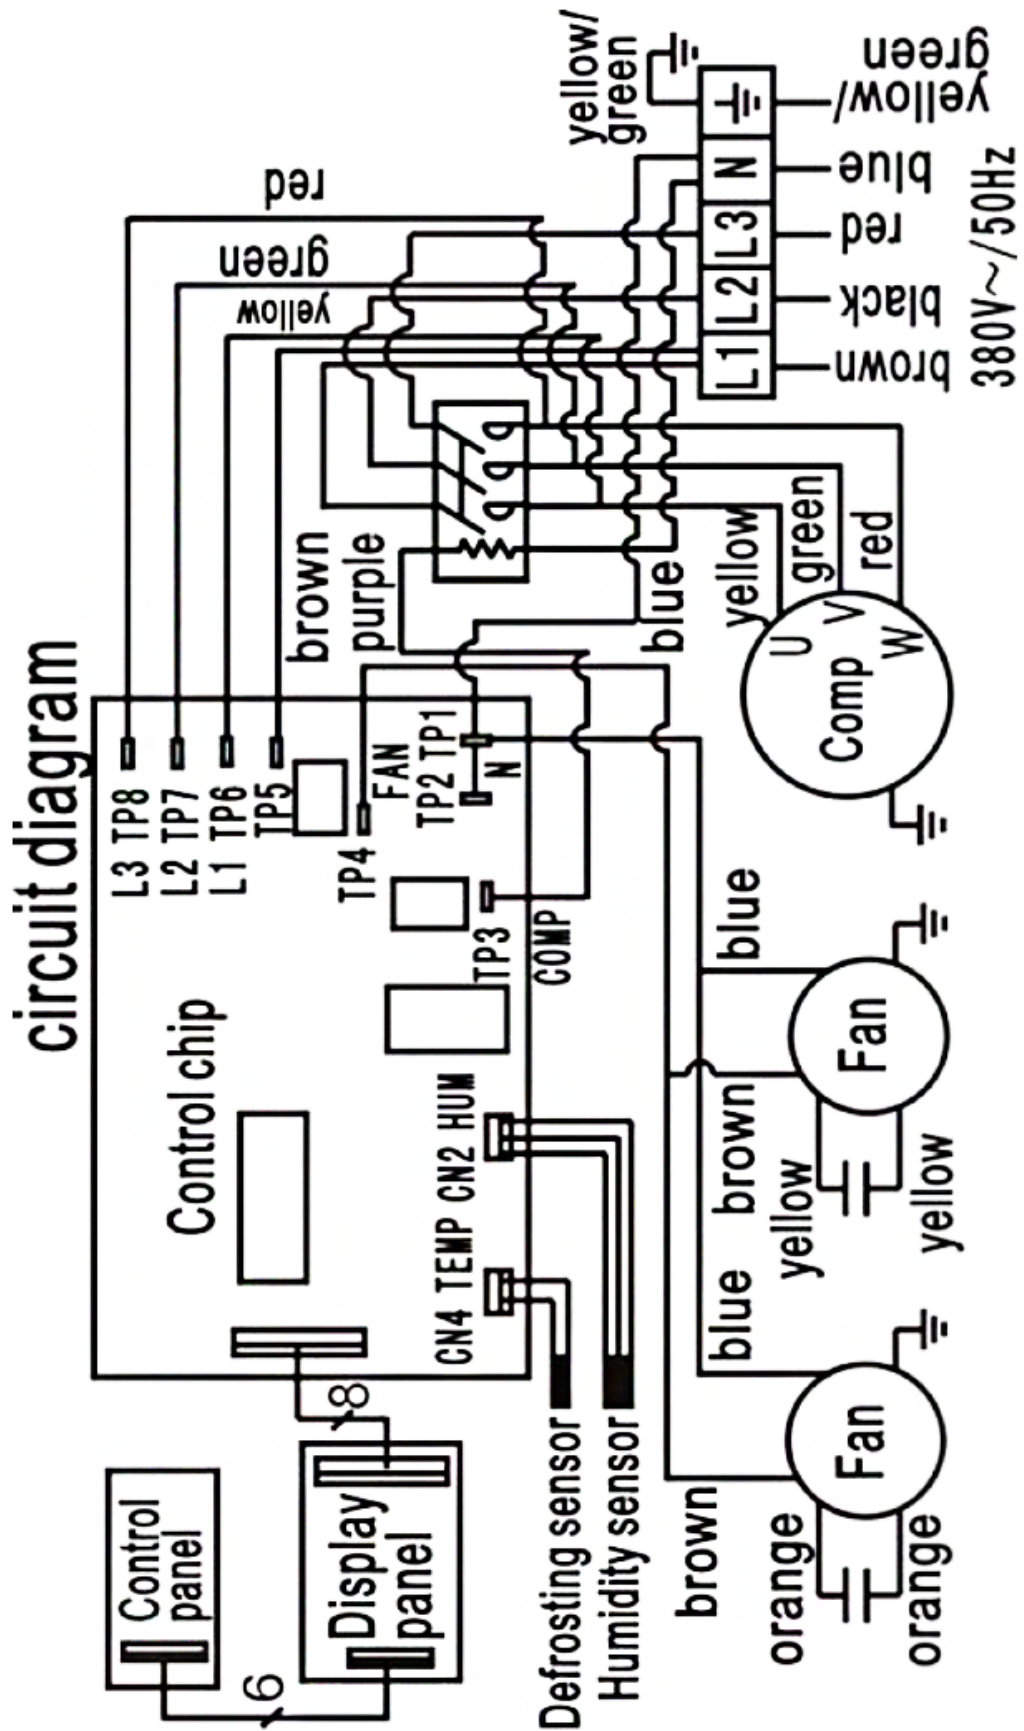 circuit diagram
Control
panel
6
Display
panel
8
Control chip
L3 TP8
L2 TP7
L1 TP6
TP5
TP4
FAN
TP2 TP1
N
TP3
COMP
CN4 TEMP CN2 HUM
Defrosting sensor
Humidity sensor
red
green
yellow
brown
purple
blue
yellow/
green
L1 L2 L3 N
brown
black
red
blue
yellow/
green
380V~/50Hz
yellow
green
red
U
V
W
Comp
blue
Fan
brown
yellow
yellow
blue
Fan
brown
orange
orange